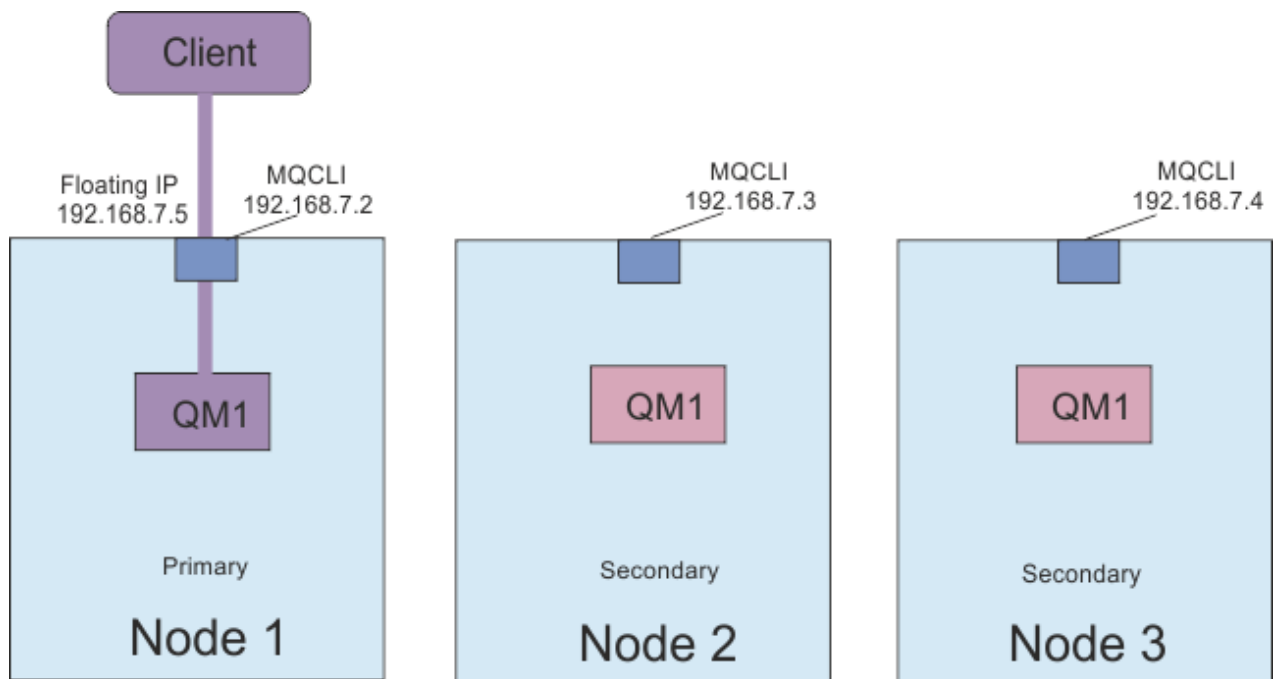 Client
Floating IP
192.168.7.5
MQCLI
192.168.7.2
MQCLI
192.168.7.3
MQCLI
192.168.7.4
QM1
QM1
QM1
Primary
Secondary
Secondary
Node 1
Node 2
Node 3